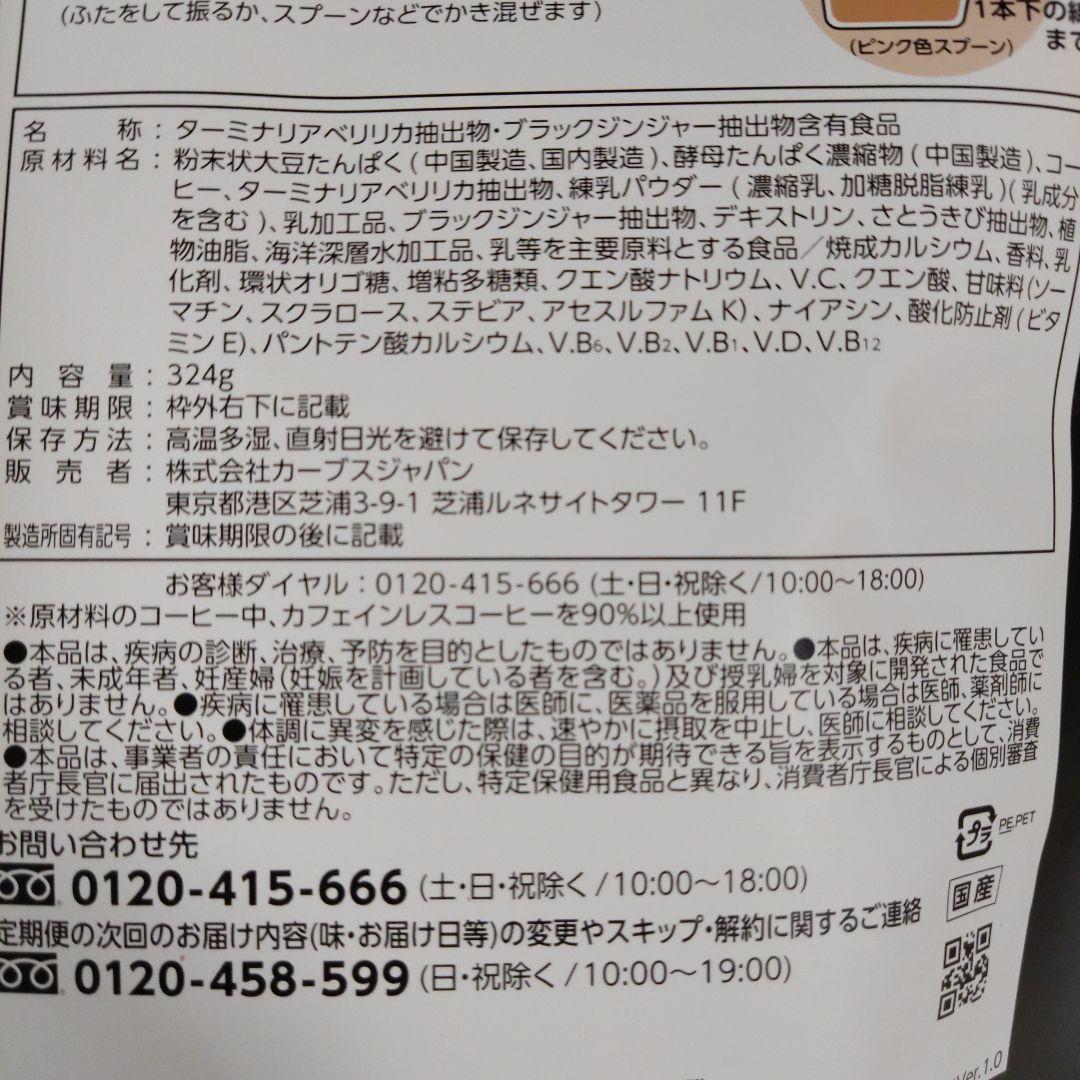 (ふたをして振るか、スプーンなどでかき混ぜます)
(ピンク色スプーン)
1本下の
まで
名称:ターミナリアベリリカ抽出物・ブラックジンジャー抽出物含有食品
原材料名:粉末状大豆たんぱく(中国製造、国内製造)、酵母たんぱく濃縮物(中国製造)、コー
ヒー、ターミナリアベリリカ抽出物、練乳パウダー(濃縮乳、加糖脱脂練乳)(乳成分
を含む)、乳加工品、ブラックジンジャー抽出物、デキストリン、さとうきび抽出物、植
物油脂、海洋深層水加工品、乳等を主要原料とする食品/焼成カルシウム、香料、乳
化剤、環状オリゴ糖、増粘多糖類、クエン酸ナトリウム、V.C、クエン酸、甘味料(ソー
マチン、スクラロース、ステビア、アセスルファムK)、ナイアシン、酸化防止剤(ビタ
ミンE)、パントテン酸カルシウム、V.B6、V.B2、V.B1、V.D、V.B12
内容量:324g
賞味期限:枠外右下に記載
保存方法:高温多湿、直射日光を避けて保存してください。
販売者:株式会社カーブスジャパン
東京都港区芝浦3-9-1 芝浦ルネサイトタワー 11F
製造所固有記号:賞味期限の後に記載
お客様ダイヤル:0120-415-666 (土・日・祝除く/10:00~18:00)
※原材料のコーヒー中、カフェインレスコーヒーを90%以上使用
●本品は、疾病の診断、治療、予防を目的としたものではありません。●本品は、疾病に罹患してい
る者、未成年者、妊産婦(妊娠を計画している者を含む。)及び授乳婦を対象に開発された食品で
はありません。●疾病に罹患している場合は医師に、医薬品を服用している場合は医師、薬剤師に
相談してください。●体調に異変を感じた際は、速やかに摂取を中止し、医師に相談してください。
●本品は、事業者の責任において特定の保健の目的が期待できる旨を表示するものとして、消費
者庁長官に届出されたものです。ただし、特定保健用食品と異なり、消費者庁長官による個別審査
を受けたものではありません。
お問い合わせ先
0120-415-666 (土・日・祝除く/10:00~18:00)
定期便の次回のお届け内容(味・お届け日等)の変更やスキップ・解約に関するご連絡
0120-458-599 (日・祝除く/10:00~19:00)
プラ PE,PET
国産
Ver.1.0